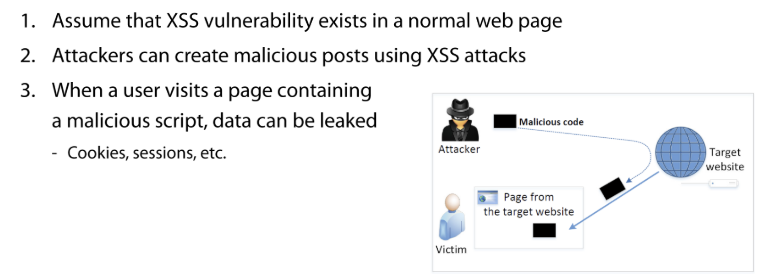 1. Assume that XSS vulnerability exists in a normal web page
2. Attackers can create malicious posts using XSS attacks
3. When a user visits a page containing
a malicious script, data can be leaked
- Cookies, sessions, etc.
Malicious code
Attacker
Target
website
Page from
the target website
Victim